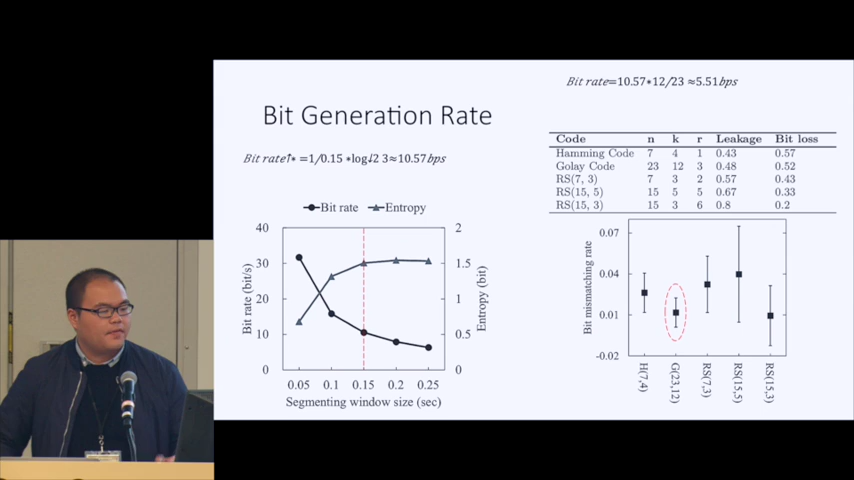 Bit rate=10.57*12/23 ≈5.51bps
Bit Generation Rate
Bit rate↑* =1/0.15 *log↓2 3≈10.57bps
Code n k r Leakage Bit loss
Hamming Code 7 4 1 0.43 0.57
Golay Code 23 12 3 0.48 0.52
RS(7, 3) 7 3 2 0.57 0.43
RS(15, 5) 15 5 5 0.67 0.33
RS(15, 3) 15 3 6 0.8 0.2
Bit rate Entropy
40
30
20
10
0
2
1.5
1
0.5
0
Bit rate (bit/s)
Entropy (bit)
0.05 0.1 0.15 0.2 0.25
Segmenting window size (sec)
0.07
0.04
0.01
-0.02
Bit mismatching rate
H(7,4)
G(23,12)
RS(7,3)
RS(15,5)
RS(15,3)